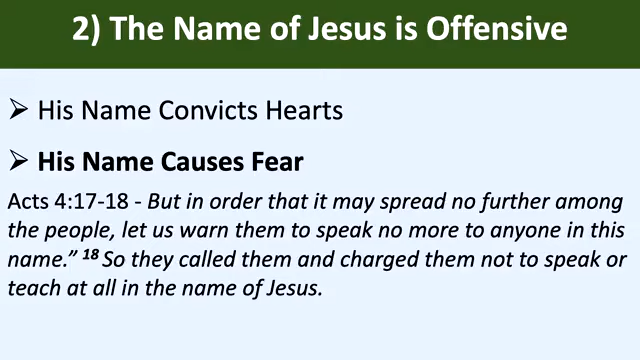 2) The Name of Jesus is Offensive
➢ His Name Convicts Hearts
➢ His Name Causes Fear
Acts 4:17-18 - But in order that it may spread no further among
the people, let us warn them to speak no more to anyone in this
name.” 18 So they called them and charged them not to speak or
teach at all in the name of Jesus.